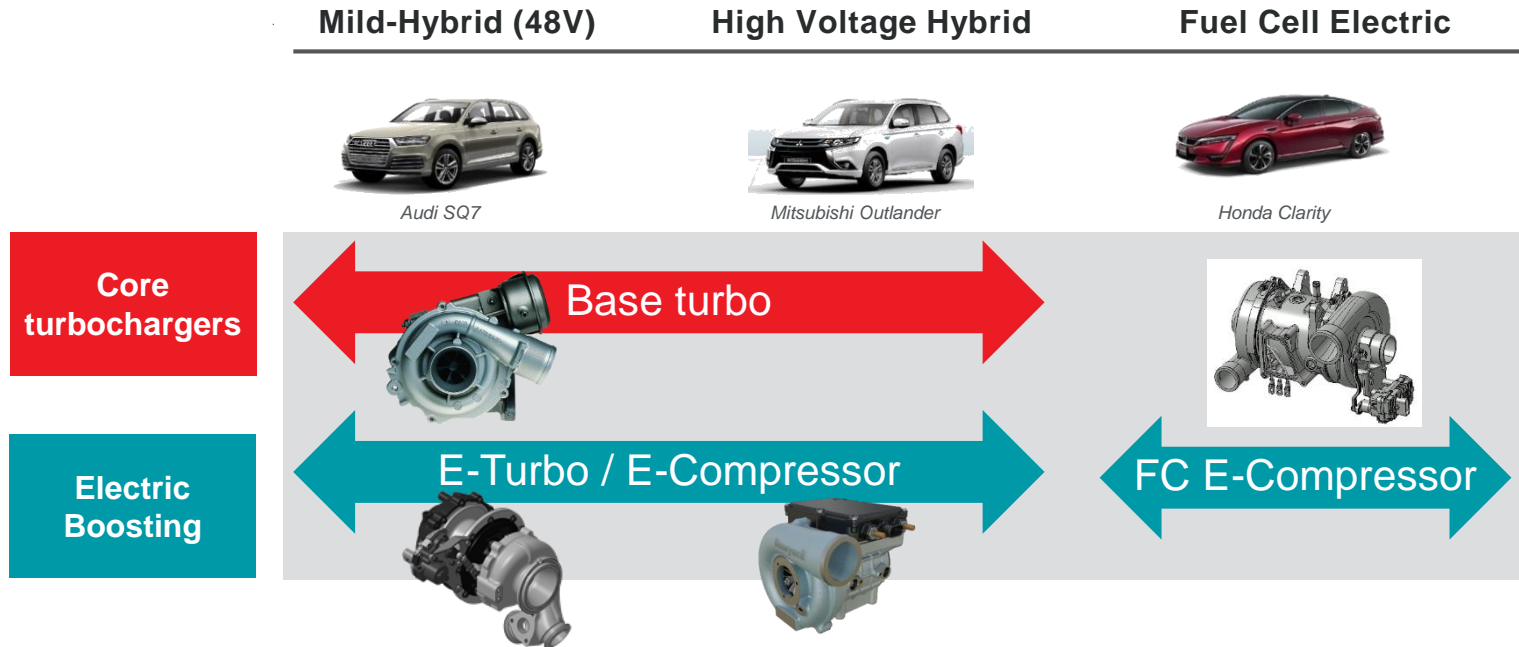 Mild-Hybrid (48V)
High Voltage Hybrid
Fuel Cell Electric
Audi SQ7
Mitsubishi Outlander
Honda Clarity
Core
turbochargers
Base turbo
Electric
Boosting
E-Turbo / E-Compressor
FC E-Compressor